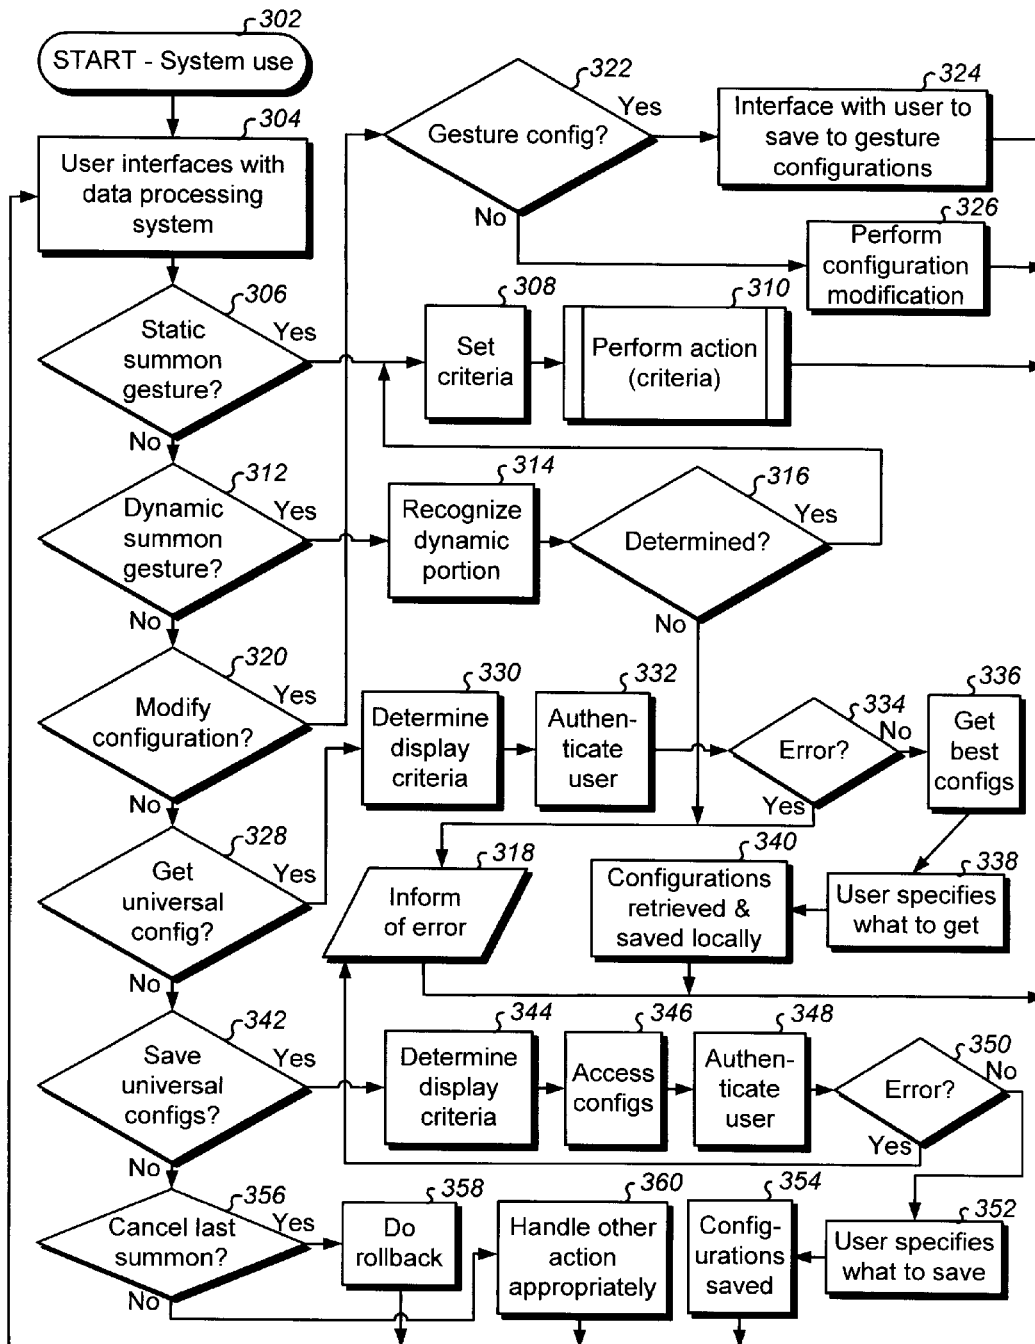 302
START - System use
304
User interfaces with
data processing
system
322
Gesture config?
Yes
No
324
Interface with user to
save to gesture
configurations
326
Perform
configuration
modification
306
Static
summon
gesture?
Yes
No
308
Set
criteria
310
Perform action
(criteria)
312
Dynamic
summon
gesture?
Yes
No
314
Recognize
dynamic
portion
316
Determined?
Yes
No
320
Modify
configuration?
Yes
No
330
Determine
display
criteria
332
Authen-
ticate
user
334
Error?
No
Yes
336
Get
best
configs
328
Get
universal
config?
Yes
No
318
Inform
of error
340
Configurations
retrieved &
saved locally
338
User specifies
what to get
342
Save
universal
configs?
Yes
No
344
Determine
display
criteria
346
Access
configs
348
Authen-
ticate
user
350
Error?
No
Yes
356
Cancel last
summon?
Yes
No
358
Do
rollback
360
Handle other
action
appropriately
354
Config-
urations
saved
352
User specifies
what to save